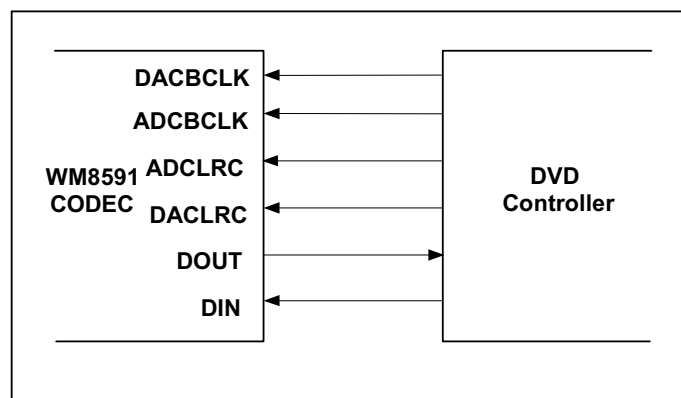 DACBCLK
ADCBCLK
ADCLRC
WM8591
CODEC
DACLRC
DOUT
DIN
DVD
Controller